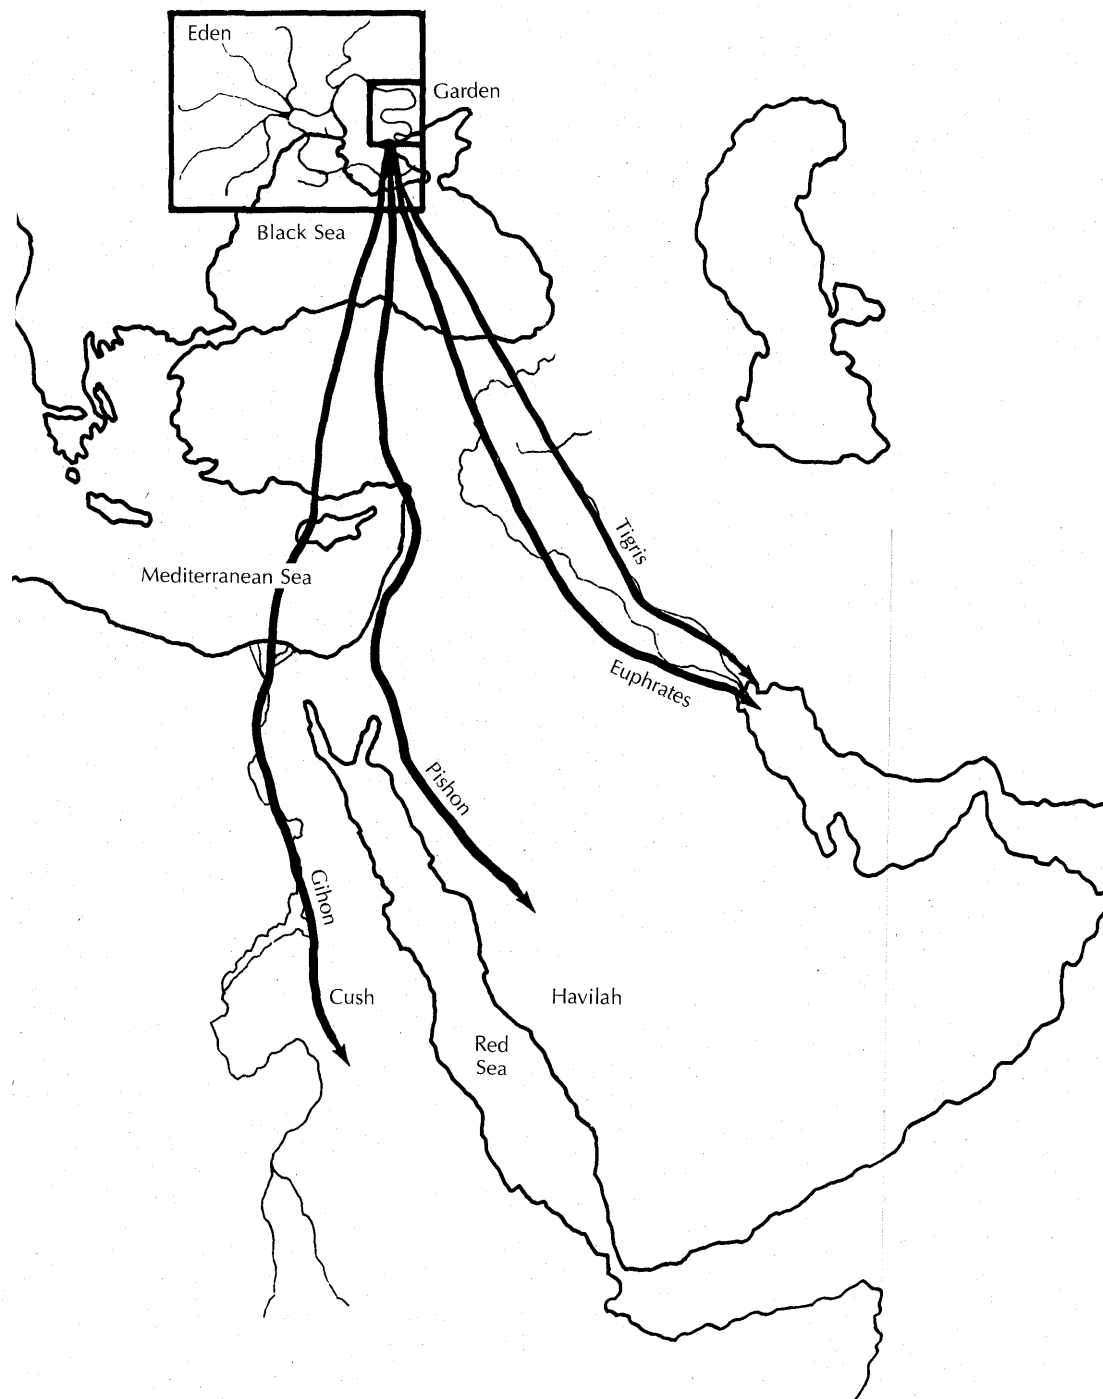 Eden
Garden
Black Sea
Tigris
Mediterranean Sea
Euphrates
Pishon
Gihon
Cush
Havilah
Red
Sea